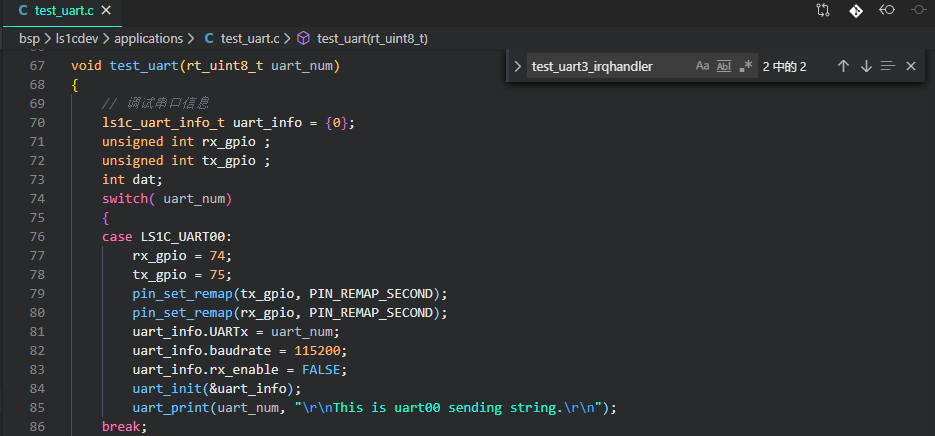 C test_uart.c
bsp > ls1cdev > applications > C test_uart.c > test_uart(rt_uint8_t)
test_uart3_irqhandler Aa Abl .* 2 中的 2
67 void test_uart(rt_uint8_t uart_num)
68 {
69 // 调试串口信息
70 ls1c_uart_info_t uart_info = {0};
71 unsigned int rx_gpio ;
72 unsigned int tx_gpio ;
73 int dat;
74 switch( uart_num)
75 {
76 case LS1C_UART00:
77 rx_gpio = 74;
78 tx_gpio = 75;
79 pin_set_remap(tx_gpio, PIN_REMAP_SECOND);
80 pin_set_remap(rx_gpio, PIN_REMAP_SECOND);
81 uart_info.UARTx = uart_num;
82 uart_info.baudrate = 115200;
83 uart_info.rx_enable = FALSE;
84 uart_init(&uart_info);
85 uart_print(uart_num, "\r\nThis is uart00 sending string.\r\n");
86 break;